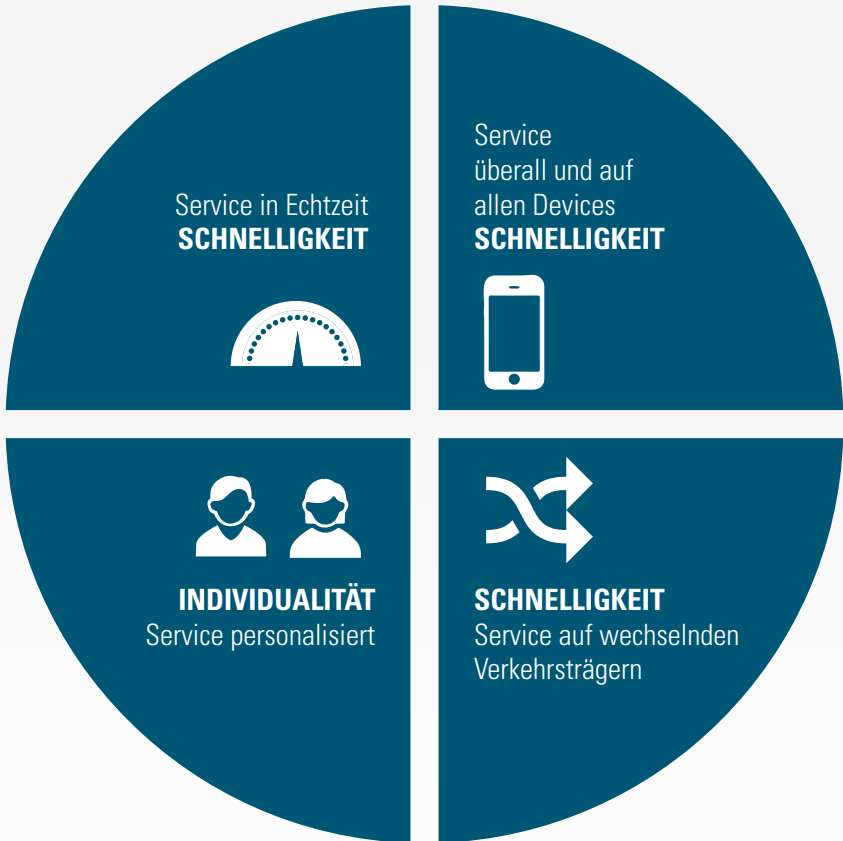 Service in Echtzeit
SCHNELLIGKEIT
Service
überall und auf
allen Devices
SCHNELLIGKEIT
INDIVIDUALITÄT
Service personalisiert
SCHNELLIGKEIT
Service auf wechselnden
Verkehrsträgern